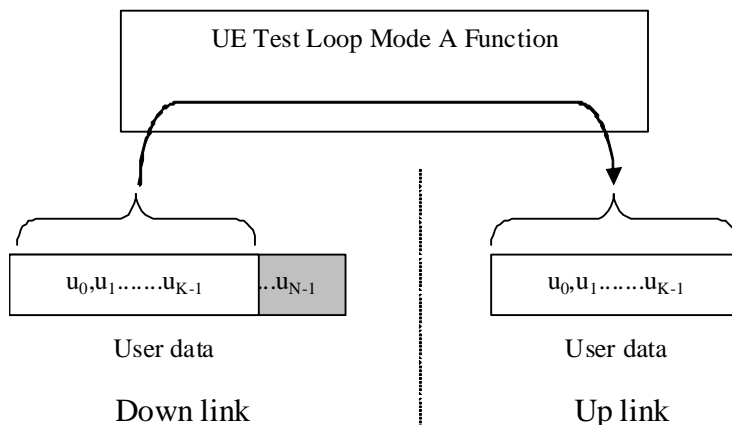 UE Test Loop Mode A Function
u0,u1.......uK-1 ...uN-1
u0,u1.......uK-1
User data
User data
Down link
Up link